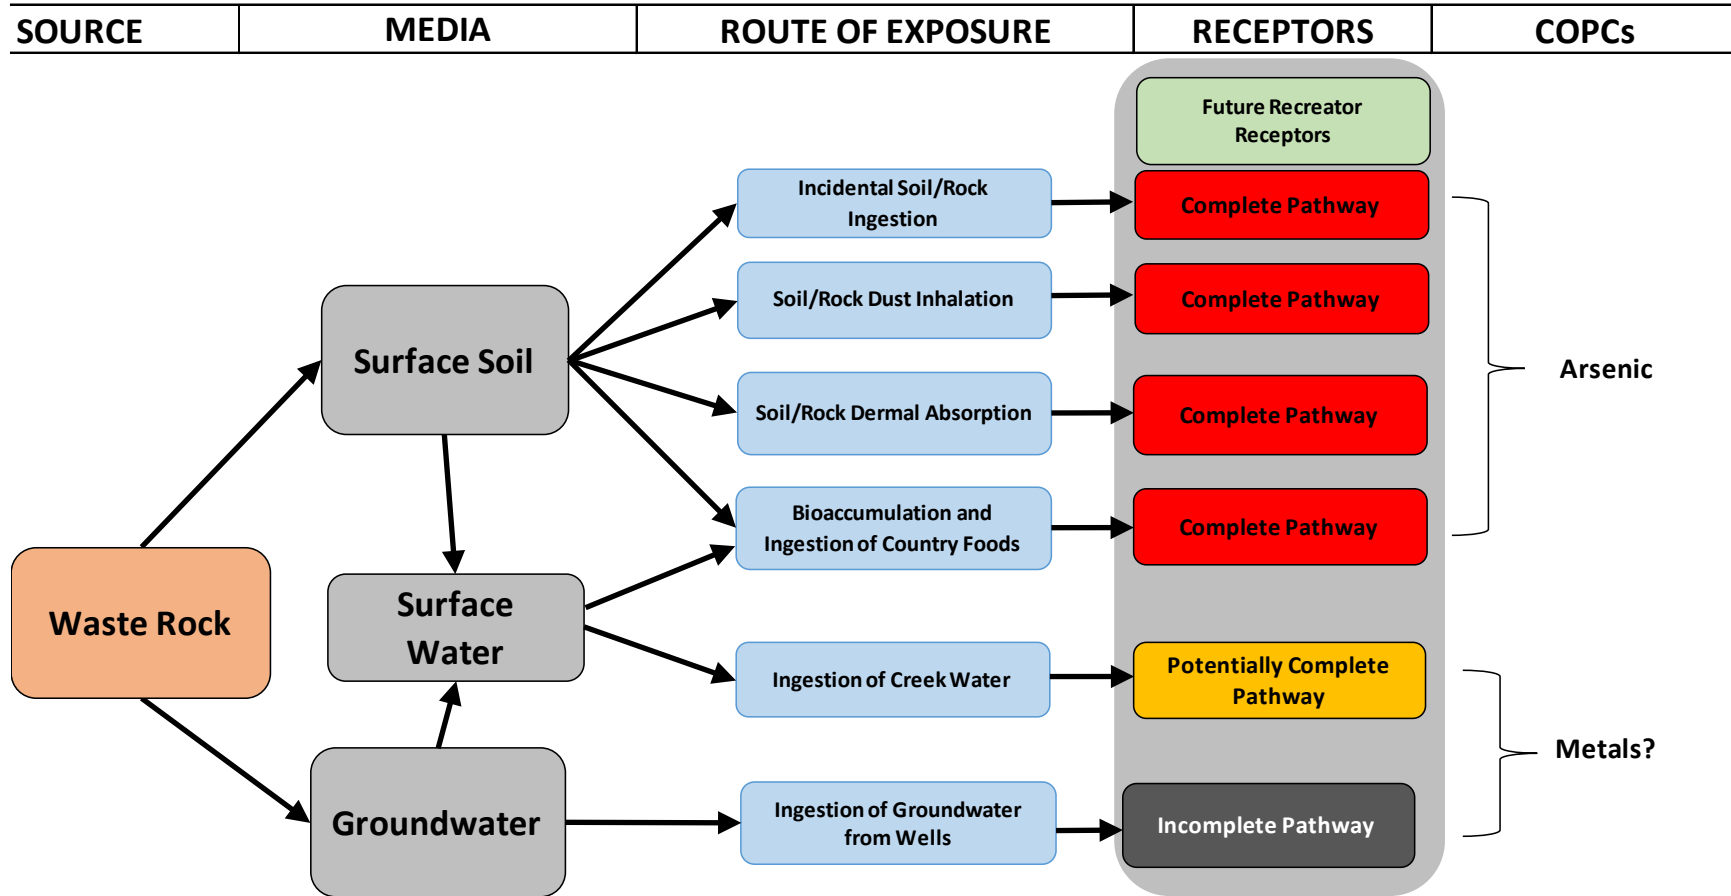 SOURCE
MEDIA
ROUTE OF EXPOSURE
RECEPTORS
COPCs
Future Recreator
Receptors
Incidental Soil/Rock
Ingestion
Complete Pathway
Soil/Rock Dust Inhalation
Complete Pathway
Surface Soil
Arsenic
Soil/Rock Dermal Absorption
Complete Pathway
Bioaccumulation and
Ingestion of Country Foods
Complete Pathway
Waste Rock
Surface
Water
Ingestion of Creek Water
Potentially Complete
Pathway
Metals?
Groundwater
Ingestion of Groundwater
from Wells
Incomplete Pathway